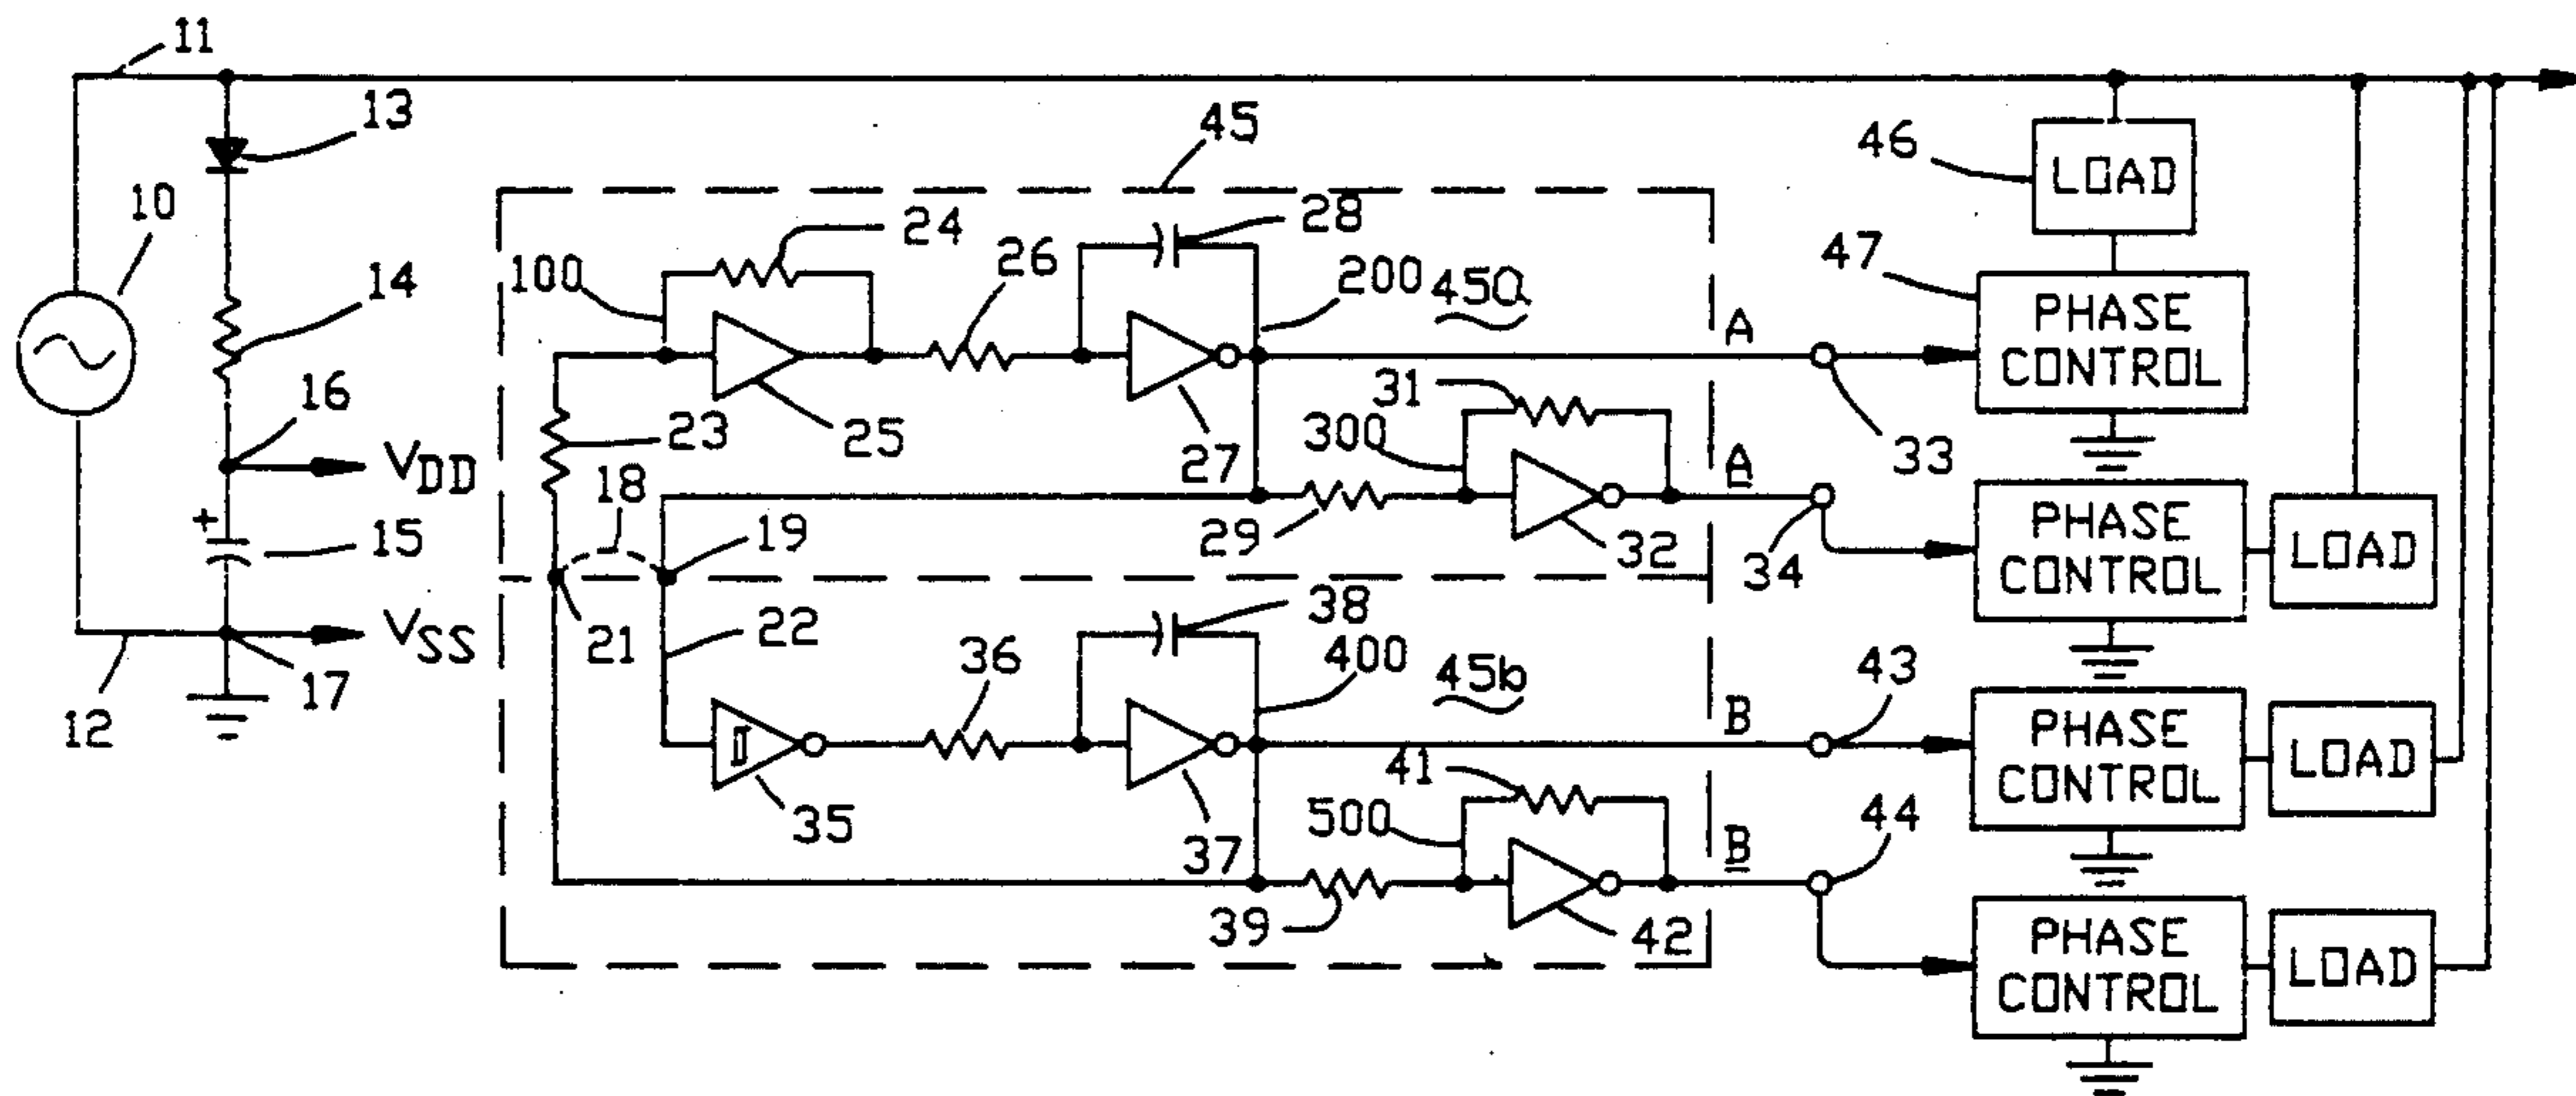 11
13
45
46
LOAD
10
24
28
100
26
200
45a
47
14
A
PHASE
CONTROL
16
23
25
27
31
300
33
VDD
18
A
+
15
19
29
32
34
PHASE
CONTROL
LOAD
VSS
21
22
38
12
17
36
400
45b
43
B
PHASE
CONTROL
LOAD
35
37
41
500
44
B
39
42
PHASE
CONTROL
LOAD